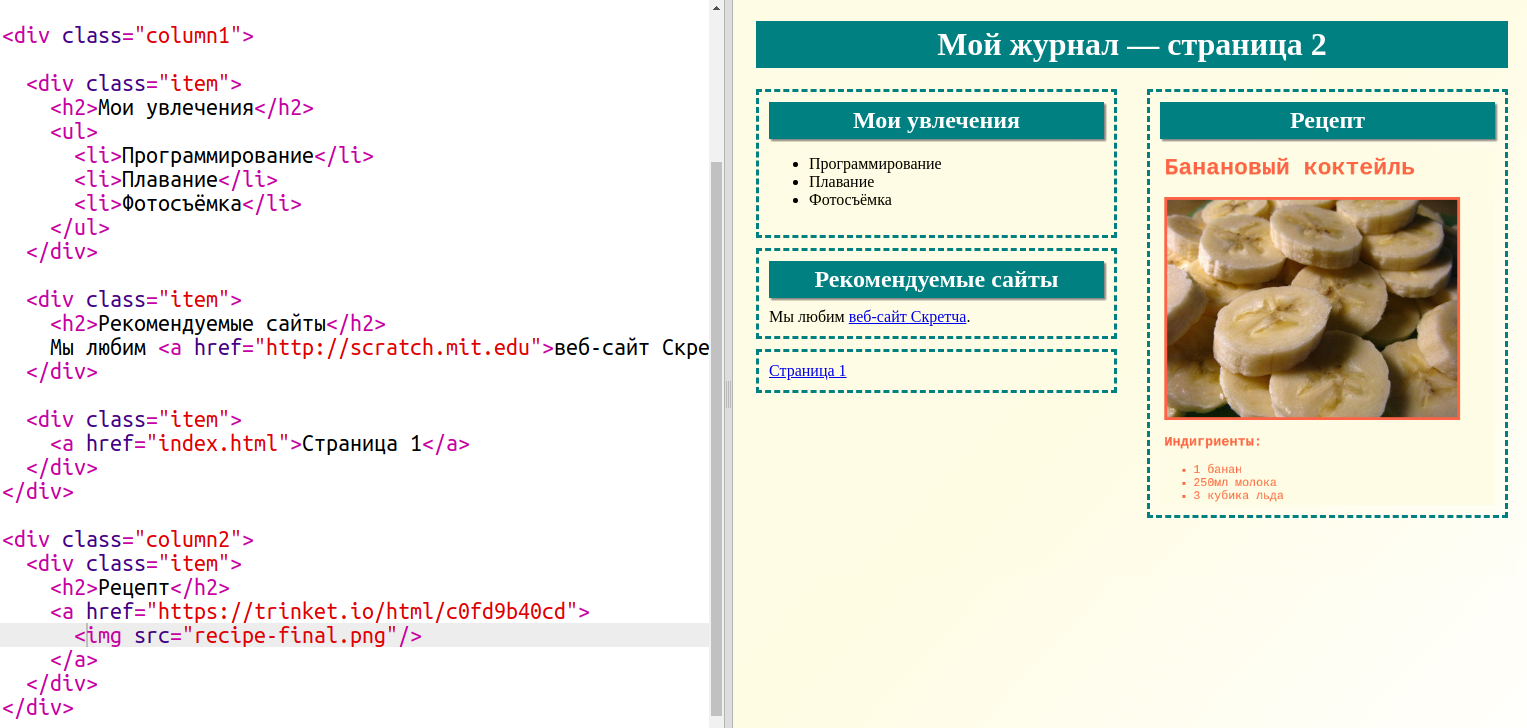 <div class="column1">
<div class="item">
<h2>Мои увлечения</h2>
<ul>
<li>Программирование</li>
<li>Плавание</li>
<li>Фотосъёмка</li>
</ul>
</div>
<div class="item">
<h2>Рекомендуемые сайты</h2>
Мы любим <a href="http://scratch.mit.edu">веб-сайт Скре
</div>
<div class="item">
<a href="index.html">Страница 1</a>
</div>
</div>
<div class="column2">
<div class="item">
<h2>Рецепт</h2>
<a href="https://trinket.io/html/c0fd9b40cd">
<img src="recipe-final.png"/>
</a>
</div>
</div>
Мой журнал — страница 2
Мои увлечения
Программирование
Плавание
Фотосъёмка
Рекомендуемые сайты
Мы любим веб-сайт Скретча.
Страница 1
Рецепт
Банановый коктейль
Индигриенты:
1 банан
250мл молока
3 кубика льда